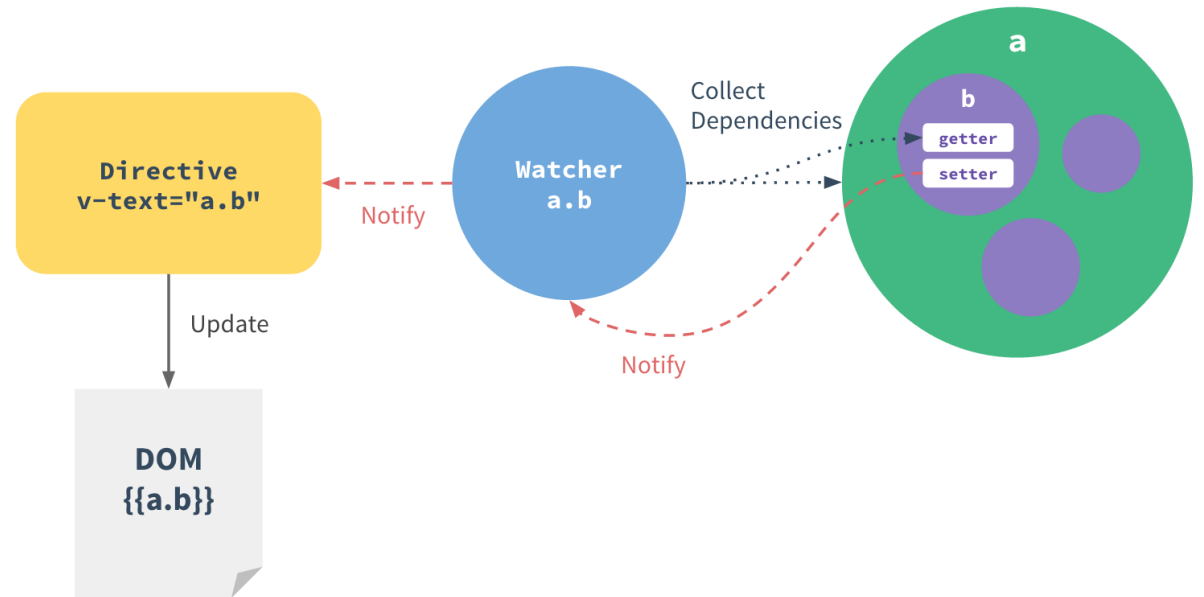 a
b
Collect
Dependencies
getter
setter
Directive
v-text="a.b"
Watcher
a.b
Notify
Update
Notify
DOM
{{a.b}}